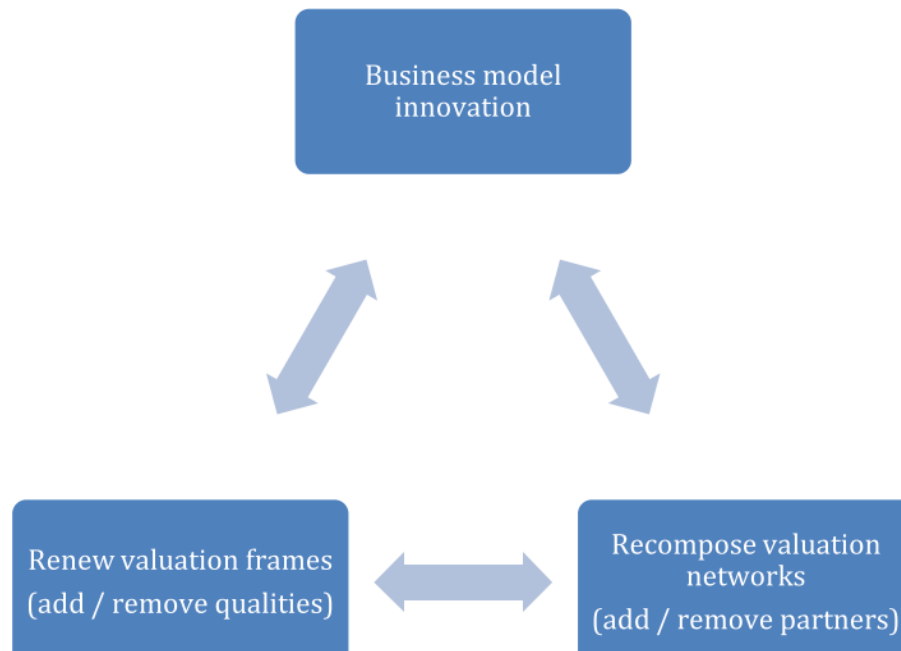 Business model
innovation
Renew valuation frames
(add / remove qualities)
Recompose valuation
networks
(add / remove partners)